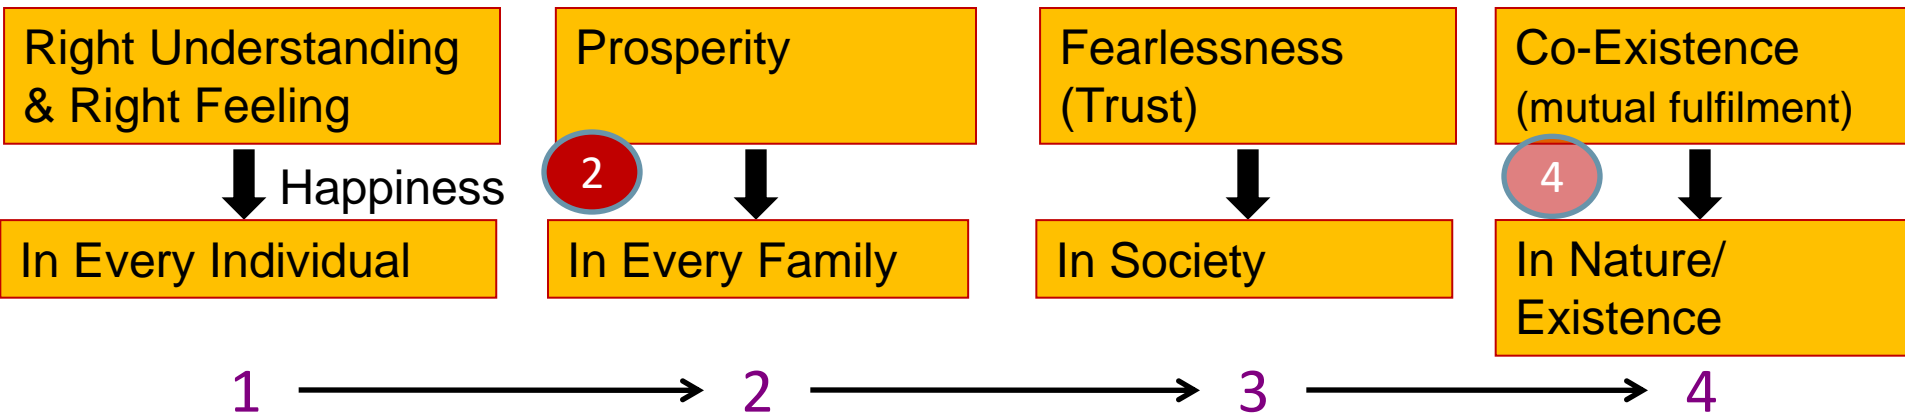 Right Understanding
& Right Feeling
Prosperity
Fearlessness
(Trust)
Co-Existence
(mutual fulfilment)
Happiness
2
4
In Every Individual
In Every Family
In Society
In Nature/
Existence
1
2
3
4